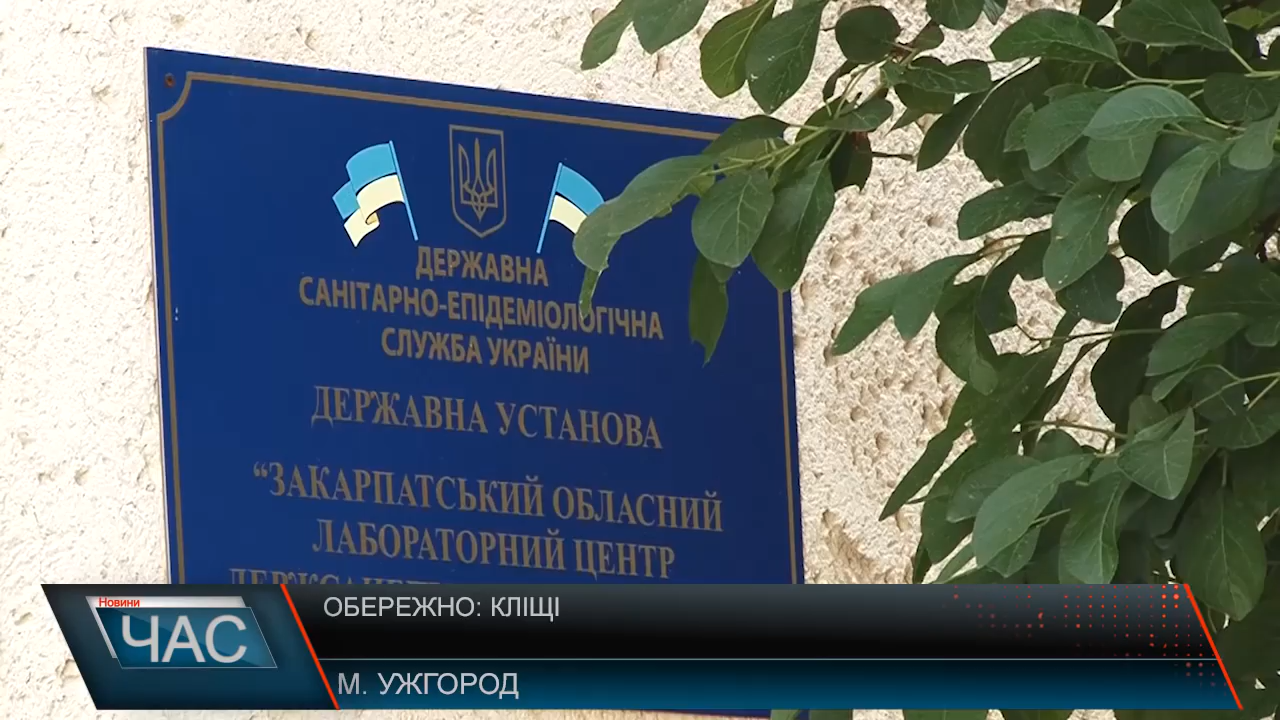 ДЕРЖАВНА
САНІТАРНО-ЕПІДЕМІОЛОГІЧНА
СЛУЖБА УКРАЇНИ
ДЕРЖАВНА УСТАНОВА
“ЗАКАРПАТСЬКИЙ ОБЛАСНИЙ
ЛАБОРАТОРНИЙ ЦЕНТР
Новини
ЧАС
ОБЕРЕЖНО: КЛІЩІ
М. УЖГОРОД